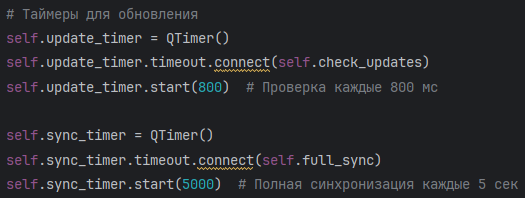 # Таймеры для обновления
self.update_timer = QTimer()
self.update_timer.timeout.connect(self.check_updates)
self.update_timer.start(800)  # Проверка каждые 800 мс

self.sync_timer = QTimer()
self.sync_timer.timeout.connect(self.full_sync)
self.sync_timer.start(5000)  # Полная синхронизация каждые 5 сек